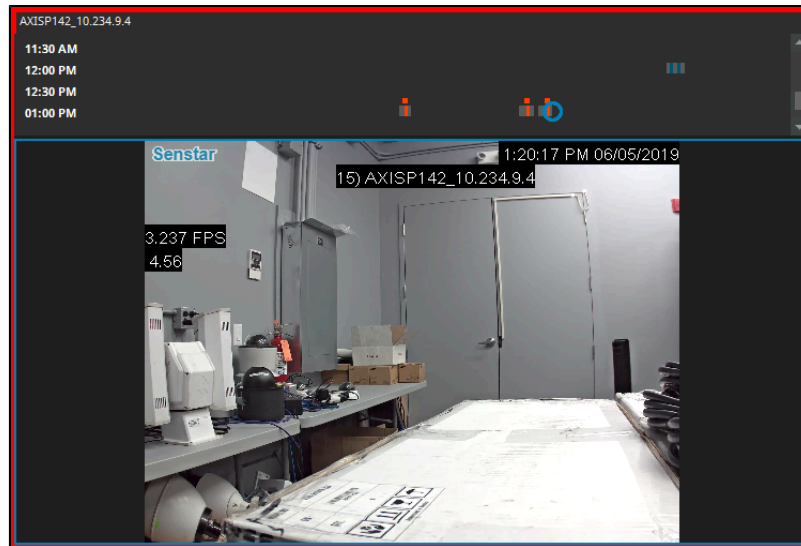 AXISP142_10.234.9.4
11:30 AM
12:00 PM
12:30 PM
01:00 PM
Senstar
1:20:17 PM 06/05/2019
15) AXISP142_10.234.9.4
3.237 FPS
4.56